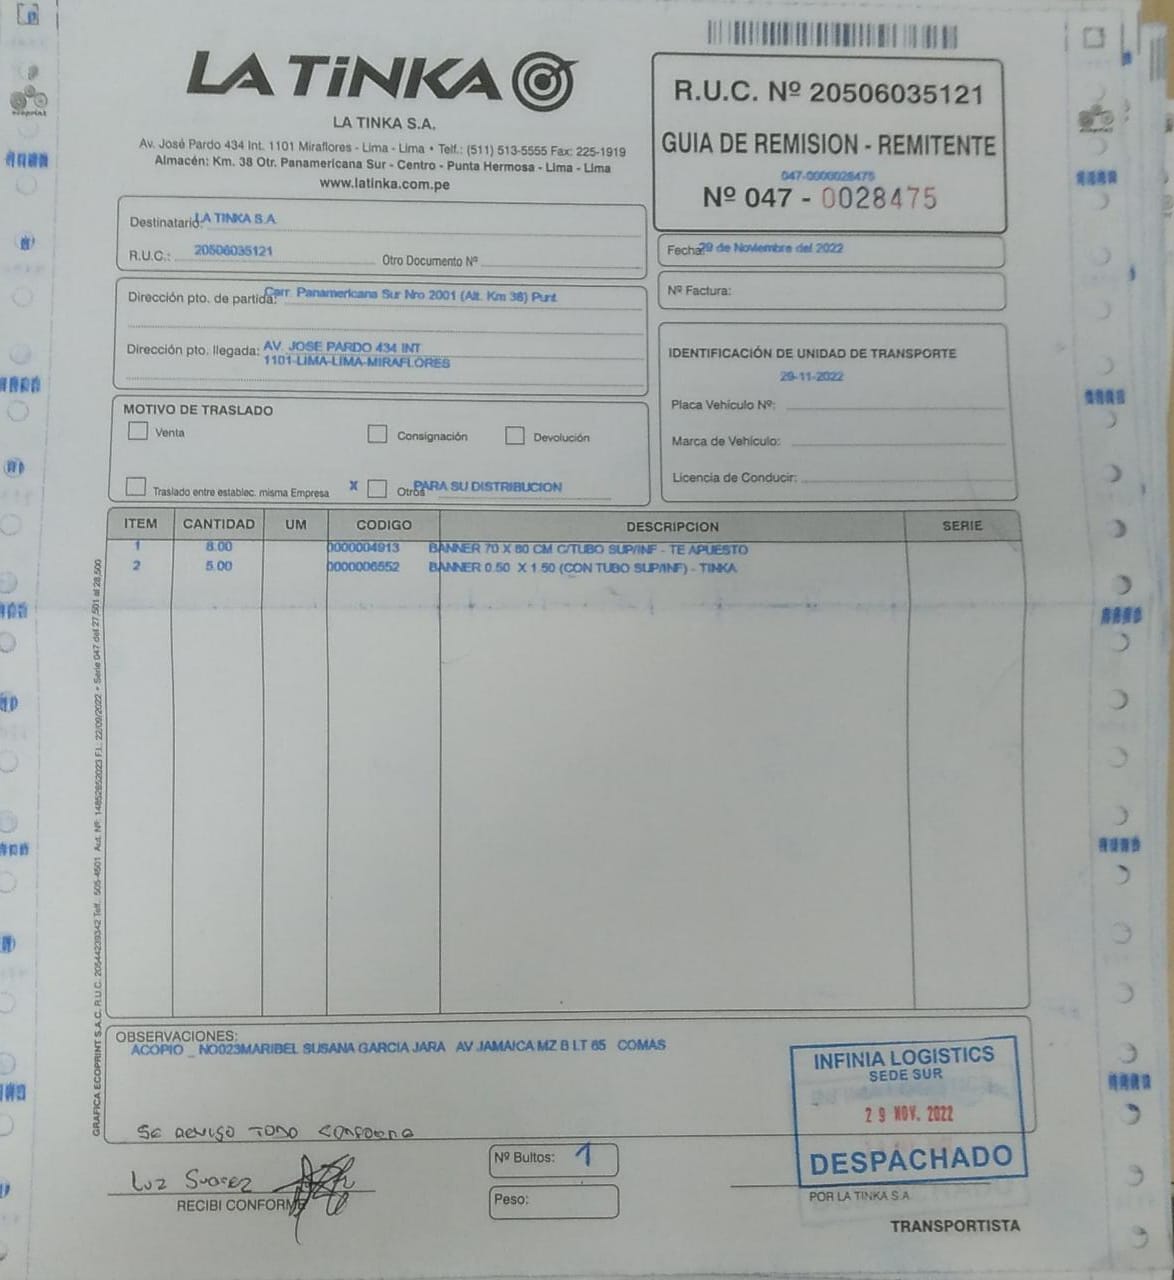 LA TiNKA
LA TINKA S.A.
Av. José Pardo 434 Int. 1101 Miraflores - Lima - Lima • Telf.: (511) 513-5555 Fax: 225-1919
Almacén: Km. 38 Otr. Panamericana Sur - Centro - Punta Hermosa - Lima - Lima
www.latinka.com.pe
R.U.C. Nº 20506035121
GUIA DE REMISION - REMITENTE
047-0000028475
Nº 047 - 0028475
Destinatario: LA TINKA S.A.
R.U.C.: 20506035121 Otro Documento Nº
Fecha: 29 de Noviembre del 2022
Nº Factura:
Dirección pto. de partida: Carr. Panamericana Sur Nro 2001 (Alt. Km 38) Punt
Dirección pto. llegada: AV. JOSE PARDO 434 INT
1101-LIMA-LIMA-MIRAFLORES
IDENTIFICACIÓN DE UNIDAD DE TRANSPORTE
29-11-2022
Placa Vehículo Nº:
Marca de Vehículo:
Licencia de Conducir:
MOTIVO DE TRASLADO
Venta Consignación Devolución
Traslado entre establec. misma Empresa X Otros PARA SU DISTRIBUCION
ITEM CANTIDAD UM CODIGO DESCRIPCION SERIE
1 8.00 0000004913 BANNER 70 X 80 CM C/TUBO SUP/INF - TE APUESTO
2 5.00 0000006552 BANNER 0.50 X 1.50 (CON TUBO SUP/INF) - TINKA
GRAFICA ECOPRINT S.A.C. R.U.C. 20544239342 Telf.: 505-4501 Aut. Nº: 14852852023 F.I.: 22/09/2022 • Serie 047 del 27,501 al 28,500
OBSERVACIONES:
ACOPIO _ NO023MARIBEL SUSANA GARCIA JARA AV JAMAICA MZ B LT 65 COMAS
INFINIA LOGISTICS
SEDE SUR
29 NOV. 2022
DESPACHADO
SE REVISO TODO CONFORME
Luz Suarez
RECIBI CONFORME
Nº Bultos: 1
Peso:
POR LA TINKA S.A.
TRANSPORTISTA